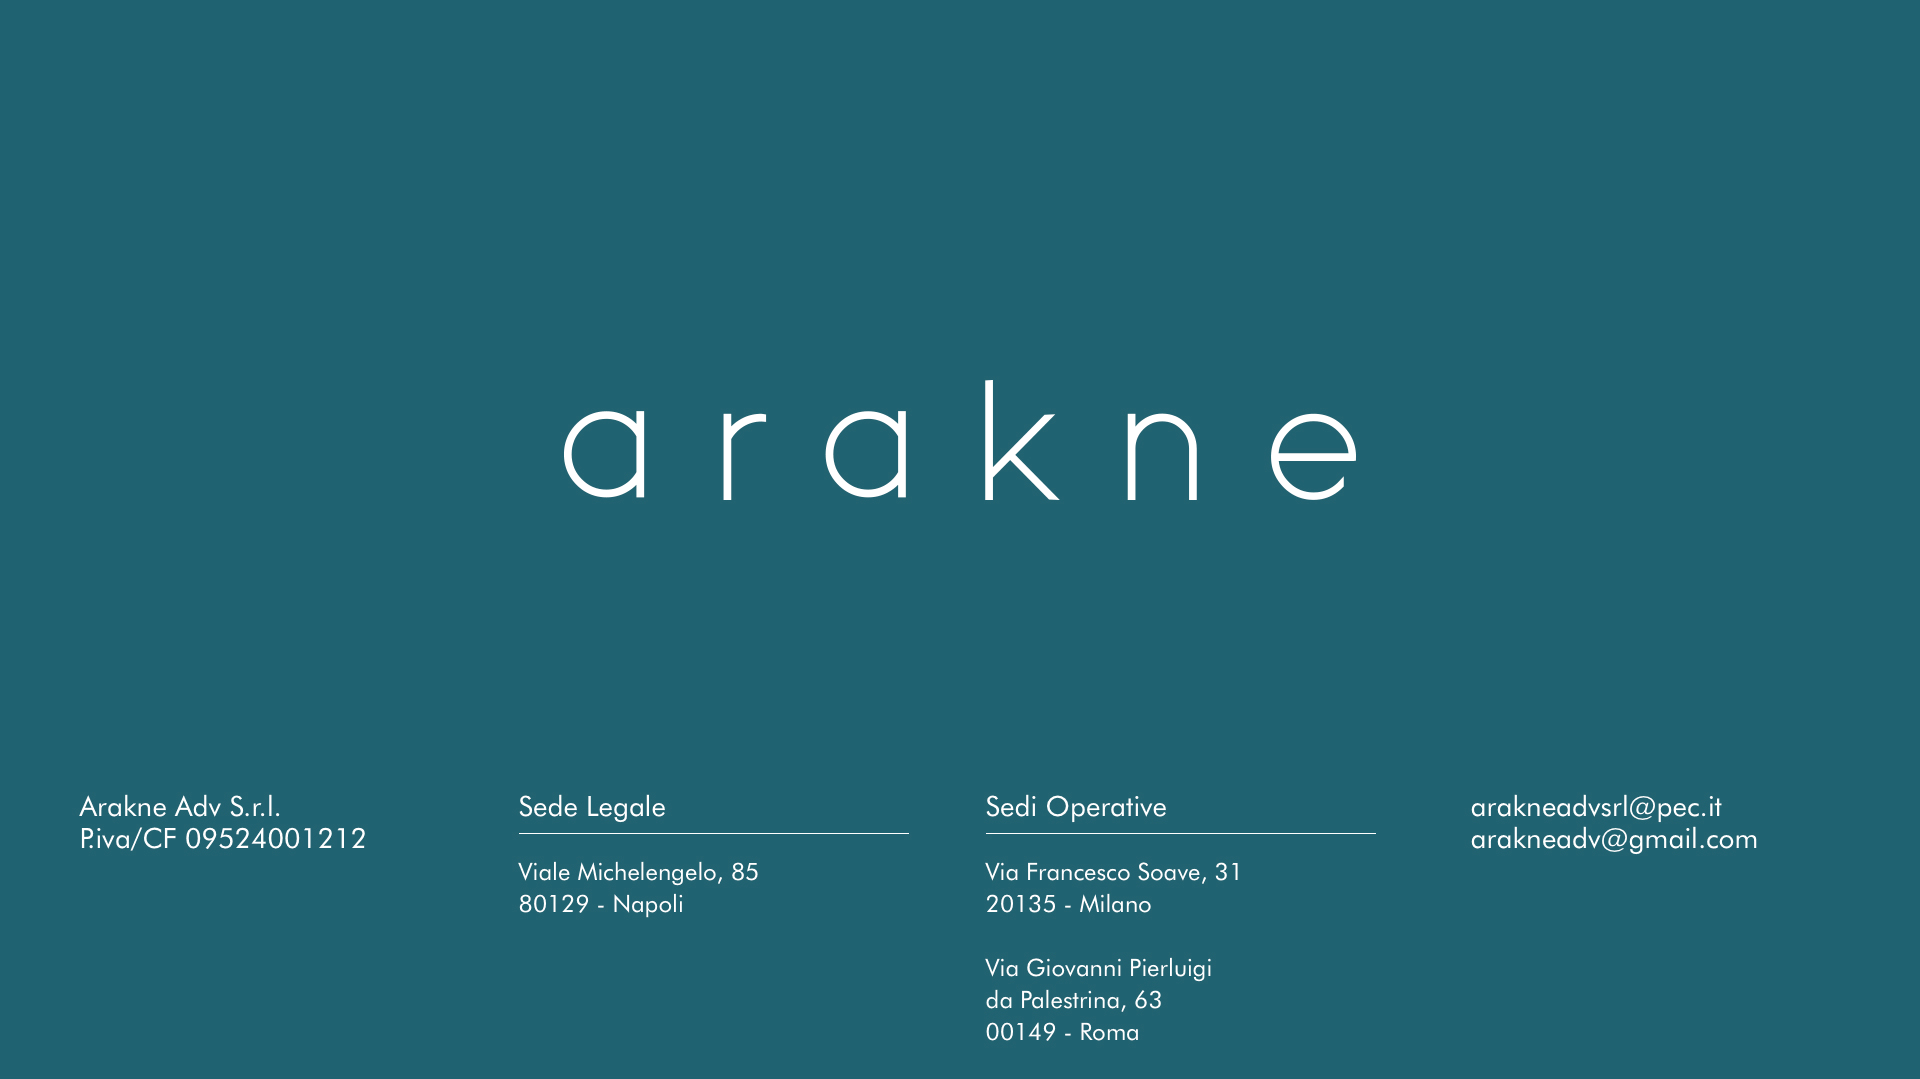 arakne
Arakne Adv S.r.l.
P.iva/CF 09524001212
Sede Legale
Viale Michelengelo, 85
80129 - Napoli
Sedi Operative
Via Francesco Soave, 31
20135 - Milano
Via Giovanni Pierluigi
da Palestrina, 63
00149 - Roma
arakneadvsrl@pec.it
arakneadv@gmail.com